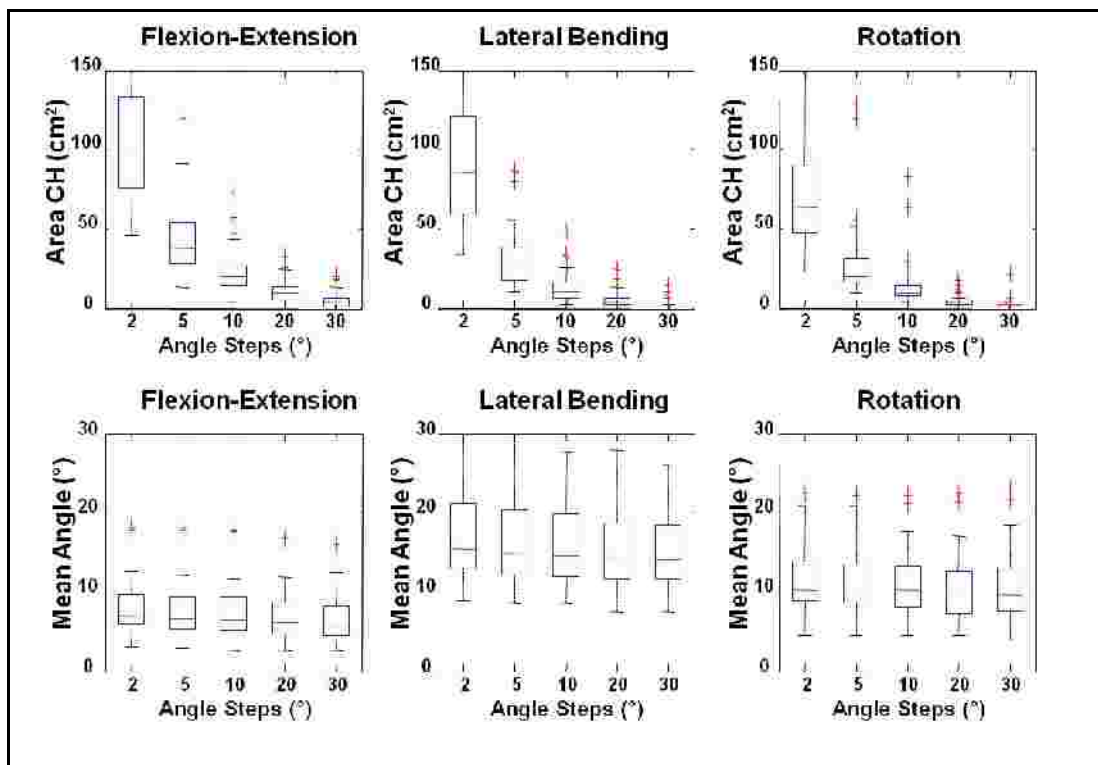 Flexion-Extension
Lateral Bending
Rotation
150
100
50
0
Area CH (cm²)
2 5 10 20 30
Angle Steps (°)
150
100
50
0
Area CH (cm²)
2 5 10 20 30
Angle Steps (°)
150
100
50
0
Area CH (cm²)
2 5 10 20 30
Angle Steps (°)
Flexion-Extension
Lateral Bending
Rotation
30
20
10
0
Mean Angle (°)
2 5 10 20 30
Angle Steps (°)
30
20
10
0
Mean Angle (°)
2 5 10 20 30
Angle Steps (°)
30
20
10
0
Mean Angle (°)
2 5 10 20 30
Angle Steps (°)